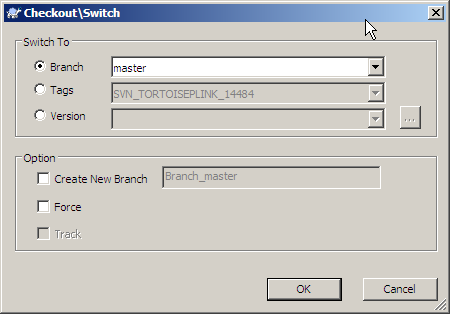 Checkout\Switch
Switch To
Branch master
Tags SVN_TORTOISEPLINK_14484
Version ...
Option
Create New Branch Branch_master
Force
Track
OK Cancel